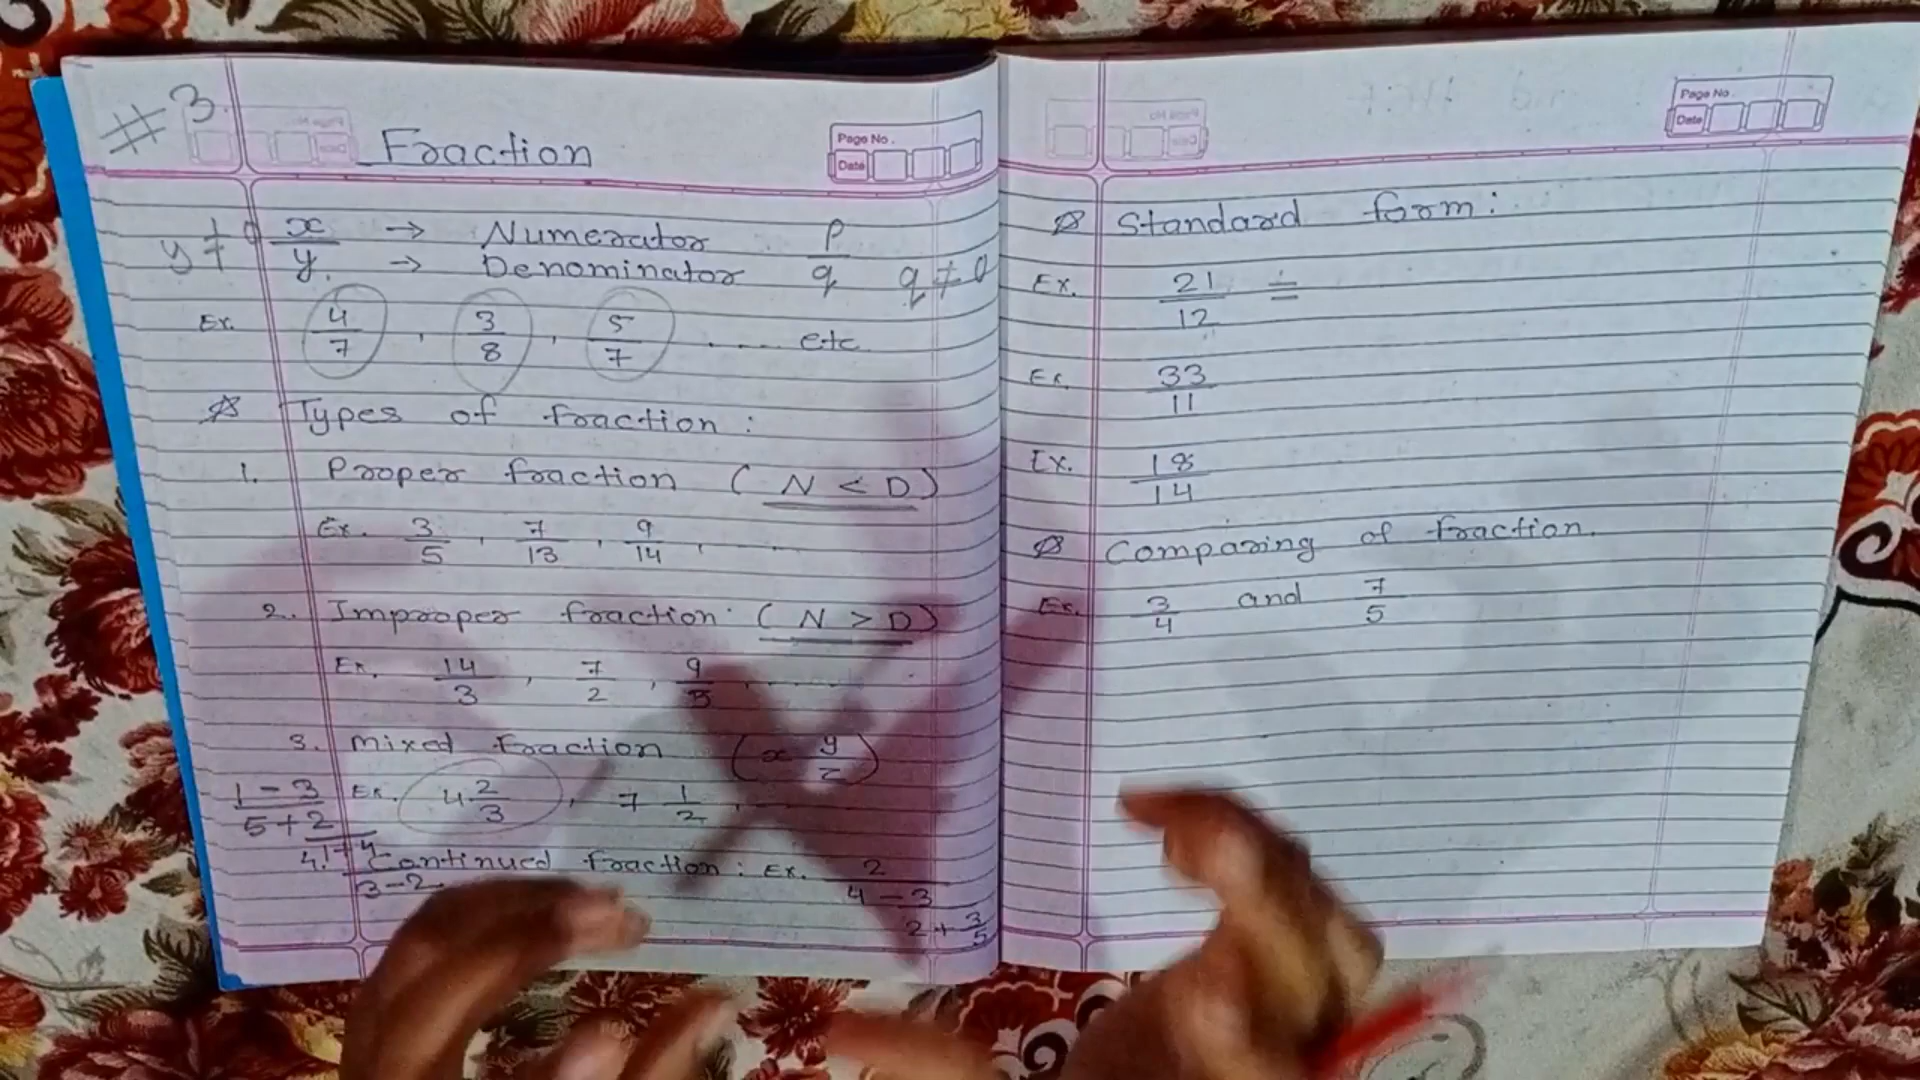 #3.
Fraction
Page No.
Date
y ≠ 0 x/y → Numerator → Denominator p/q q ≠ 0
Ex. 4/7 , 3/8 , 5/7 ..... etc
Types of fraction :
1. Proper fraction ( N < D )
Ex. 3/5 , 7/13 , 9/14 , .....
2. Improper fraction : ( N > D )
Ex. 14/3 , 7/2 , 9/5 , .....
3. Mixed Fraction (x y/z)
Ex. 4 2/3 , 7 1/2 , .....
1 - 3
5 + 2
1 + 4
3 - 2
4. Continued fraction : Ex. 2
4 - 3
2 + 3/5
Page No.
Date
Standard form :
Ex. 21/12 =
Ex. 33/11
Ex. 18/14
Comparing of fraction.
Ex. 3/4 and 7/5